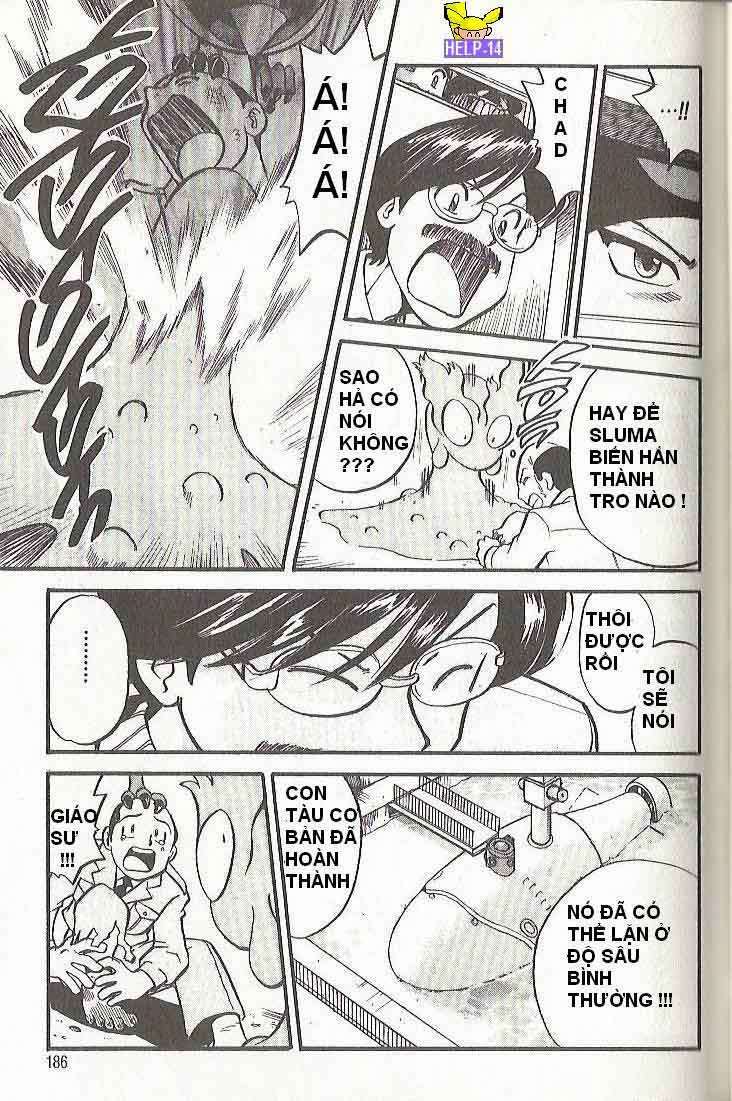 HELP-14
...!!
CHAD
Á!
Á!
Á!
HAY ĐỂ
SLUMA
BIẾN HẮN
THÀNH
TRO NÀO !
SAO
HẢ CÓ
NÓI
KHÔNG
???
THÔI
ĐƯỢC
RỒI
TÔI
SẼ
NÓI
.........
NÓ ĐÃ CÓ
THỂ LẶN Ở
ĐỘ SÂU
BÌNH
THƯỜNG !!!
CON
TÀU CƠ
BẢN ĐÃ
HOÀN
THÀNH
GIÁO
SƯ
!!!
186